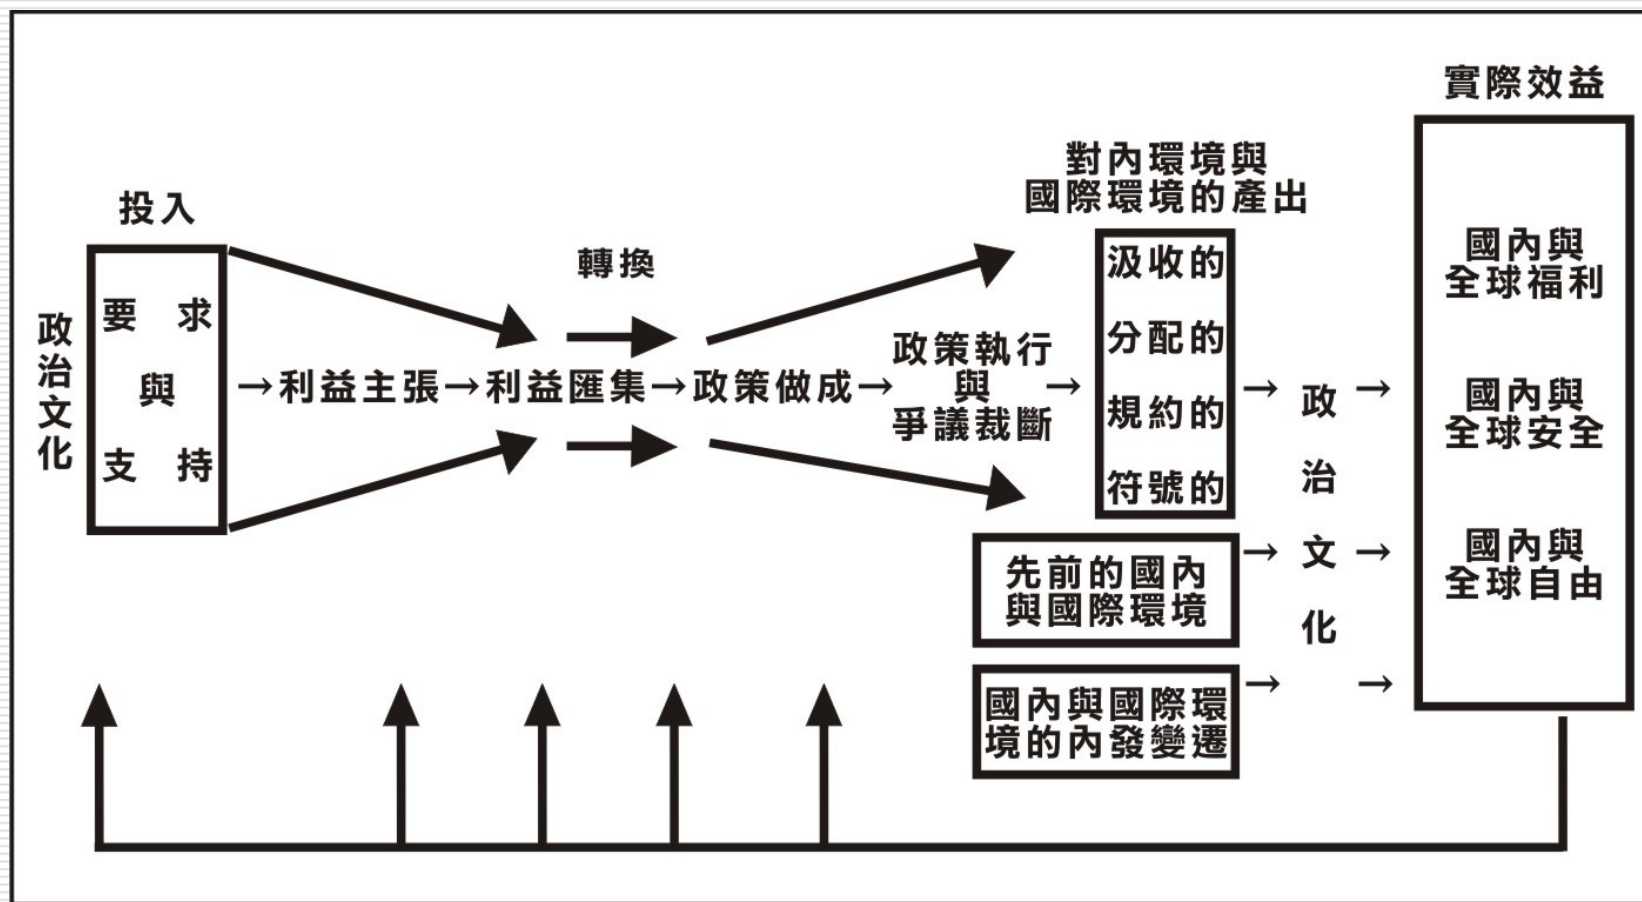 投入
政治文化
要求
與
支持
轉換
→利益主張→利益匯集→政策做成→
政策執行
與
爭議裁斷
→
對內環境與
國際環境的產出
汲收的
分配的
規約的
符號的
→
先前的國內
與國際環境
→
國內與國際環
境的內發變遷
→
政治文化
→
→
→
實際效益
國內與
全球福利
國內與
全球安全
國內與
全球自由